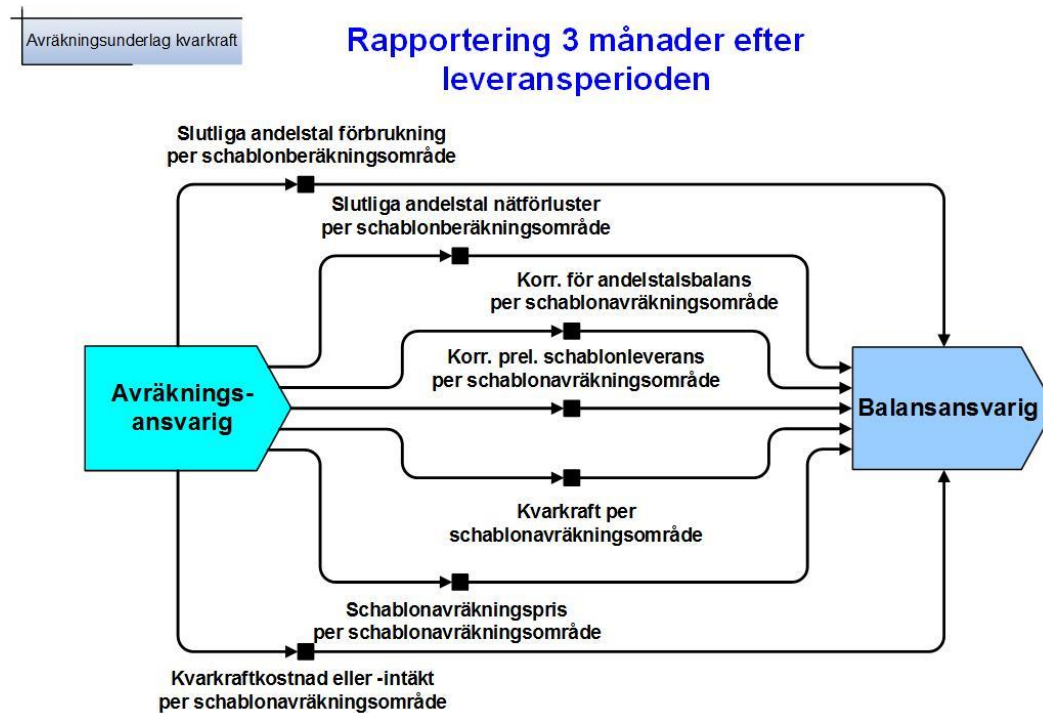 Avräkningsunderlag kvarkraft
Rapportering 3 månader efter
leveransperioden
Slutliga andelstal förbrukning
per schablonberäkningsområde
Slutliga andelstal nätförluster
per schablonberäkningsområde
Korr. för andelstalsbalans
per schablonavräkningsområde
Korr. prel. schablonleverans
per schablonavräkningsområde
Avräknings-
ansvarig
Balansansvarig
Kvarkraft per
schablonavräkningsområde
Schablonavräkningspris
per schablonavräkningsområde
Kvarkraftkostnad eller -intäkt
per schablonavräkningsområde